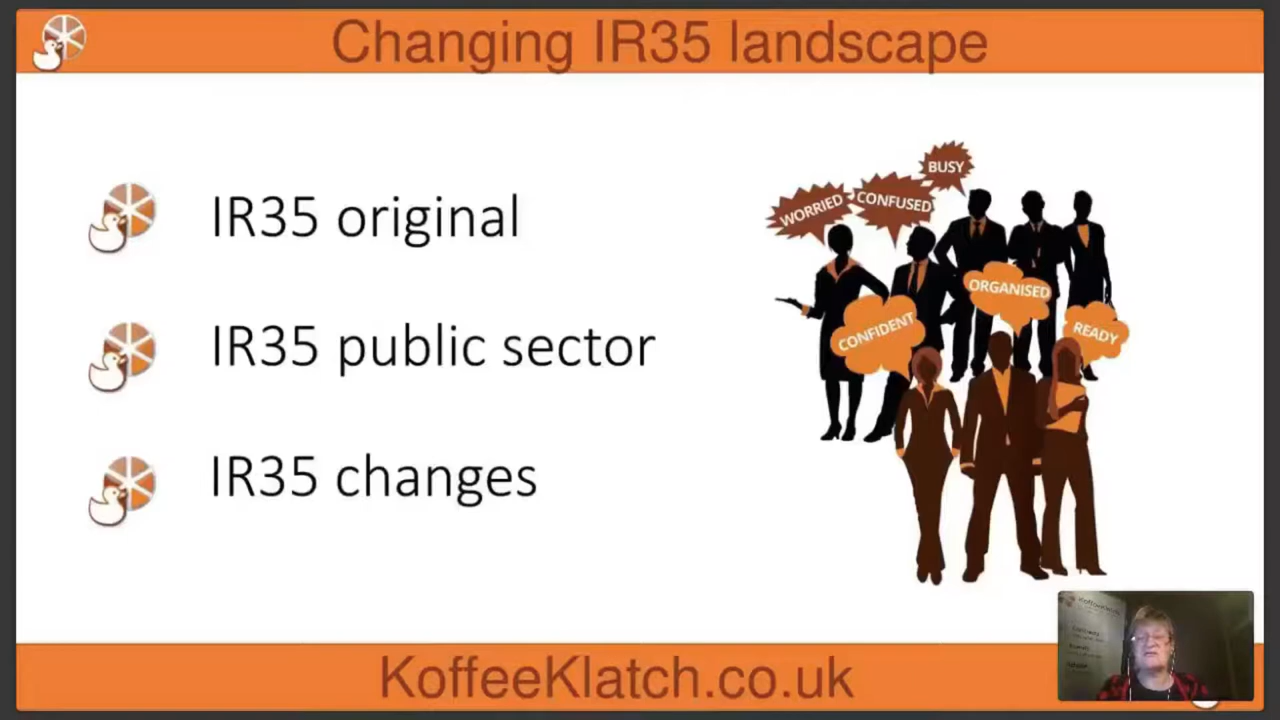 Changing IR35 landscape
IR35 original
IR35 public sector
IR35 changes
BUSY
WORRIED
CONFUSED
ORGANISED
CONFIDENT
READY
KoffeeKlatch.co.uk